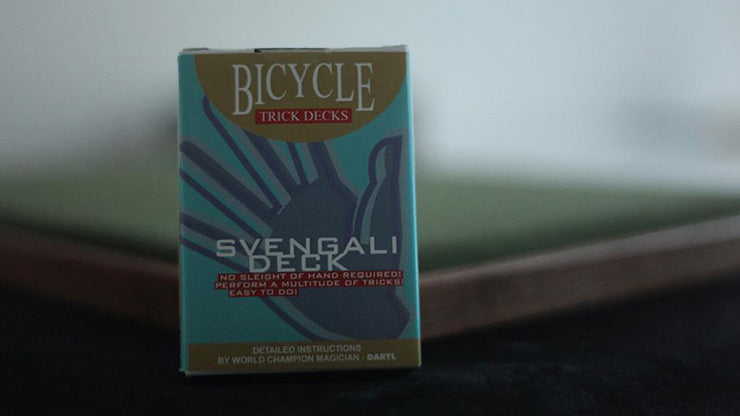 BICYCLE
TRICK DECKS
SVENGALI
DECK
NO SLEIGHT OF HAND REQUIRED!
PERFORM A MULTITUDE OF TRICKS!
EASY TO DO!
DETAILED INSTRUCTIONS
BY WORLD CHAMPION MAGICIAN - DARYL